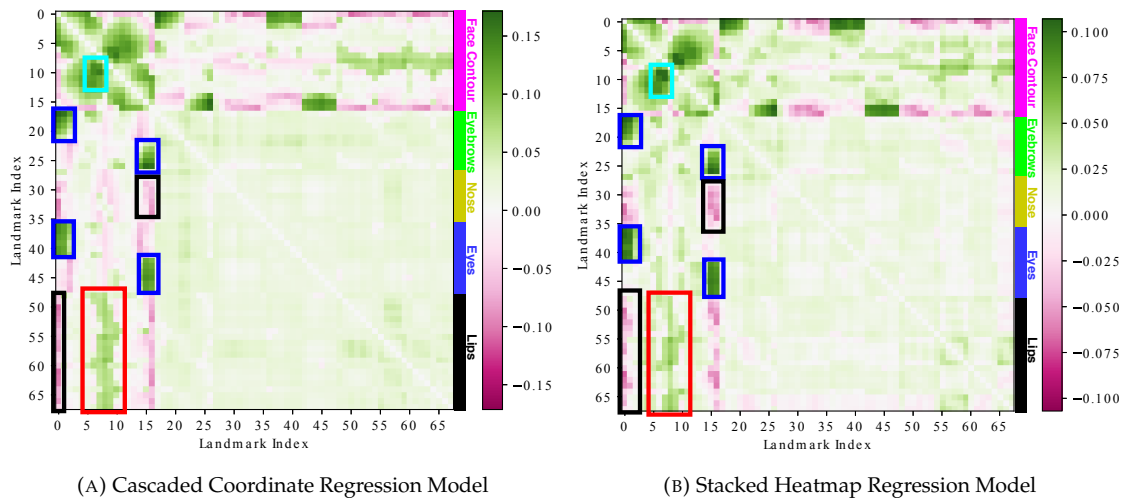 0
5
10
15
20
25
30
35
40
45
50
55
60
65
Landmark Index
0 5 10 15 20 25 30 35 40 45 50 55 60 65
Landmark Index
Face Contour
Eyebrows
Nose
Eyes
Lips
0.15
0.10
0.05
0.00
−0.05
−0.10
−0.15
(A) Cascaded Coordinate Regression Model
0
5
10
15
20
25
30
35
40
45
50
55
60
65
Landmark Index
0 5 10 15 20 25 30 35 40 45 50 55 60 65
Landmark Index
Face Contour
Eyebrows
Nose
Eyes
Lips
0.100
0.075
0.050
0.025
0.000
−0.025
−0.050
−0.075
−0.100
(B) Stacked Heatmap Regression Model